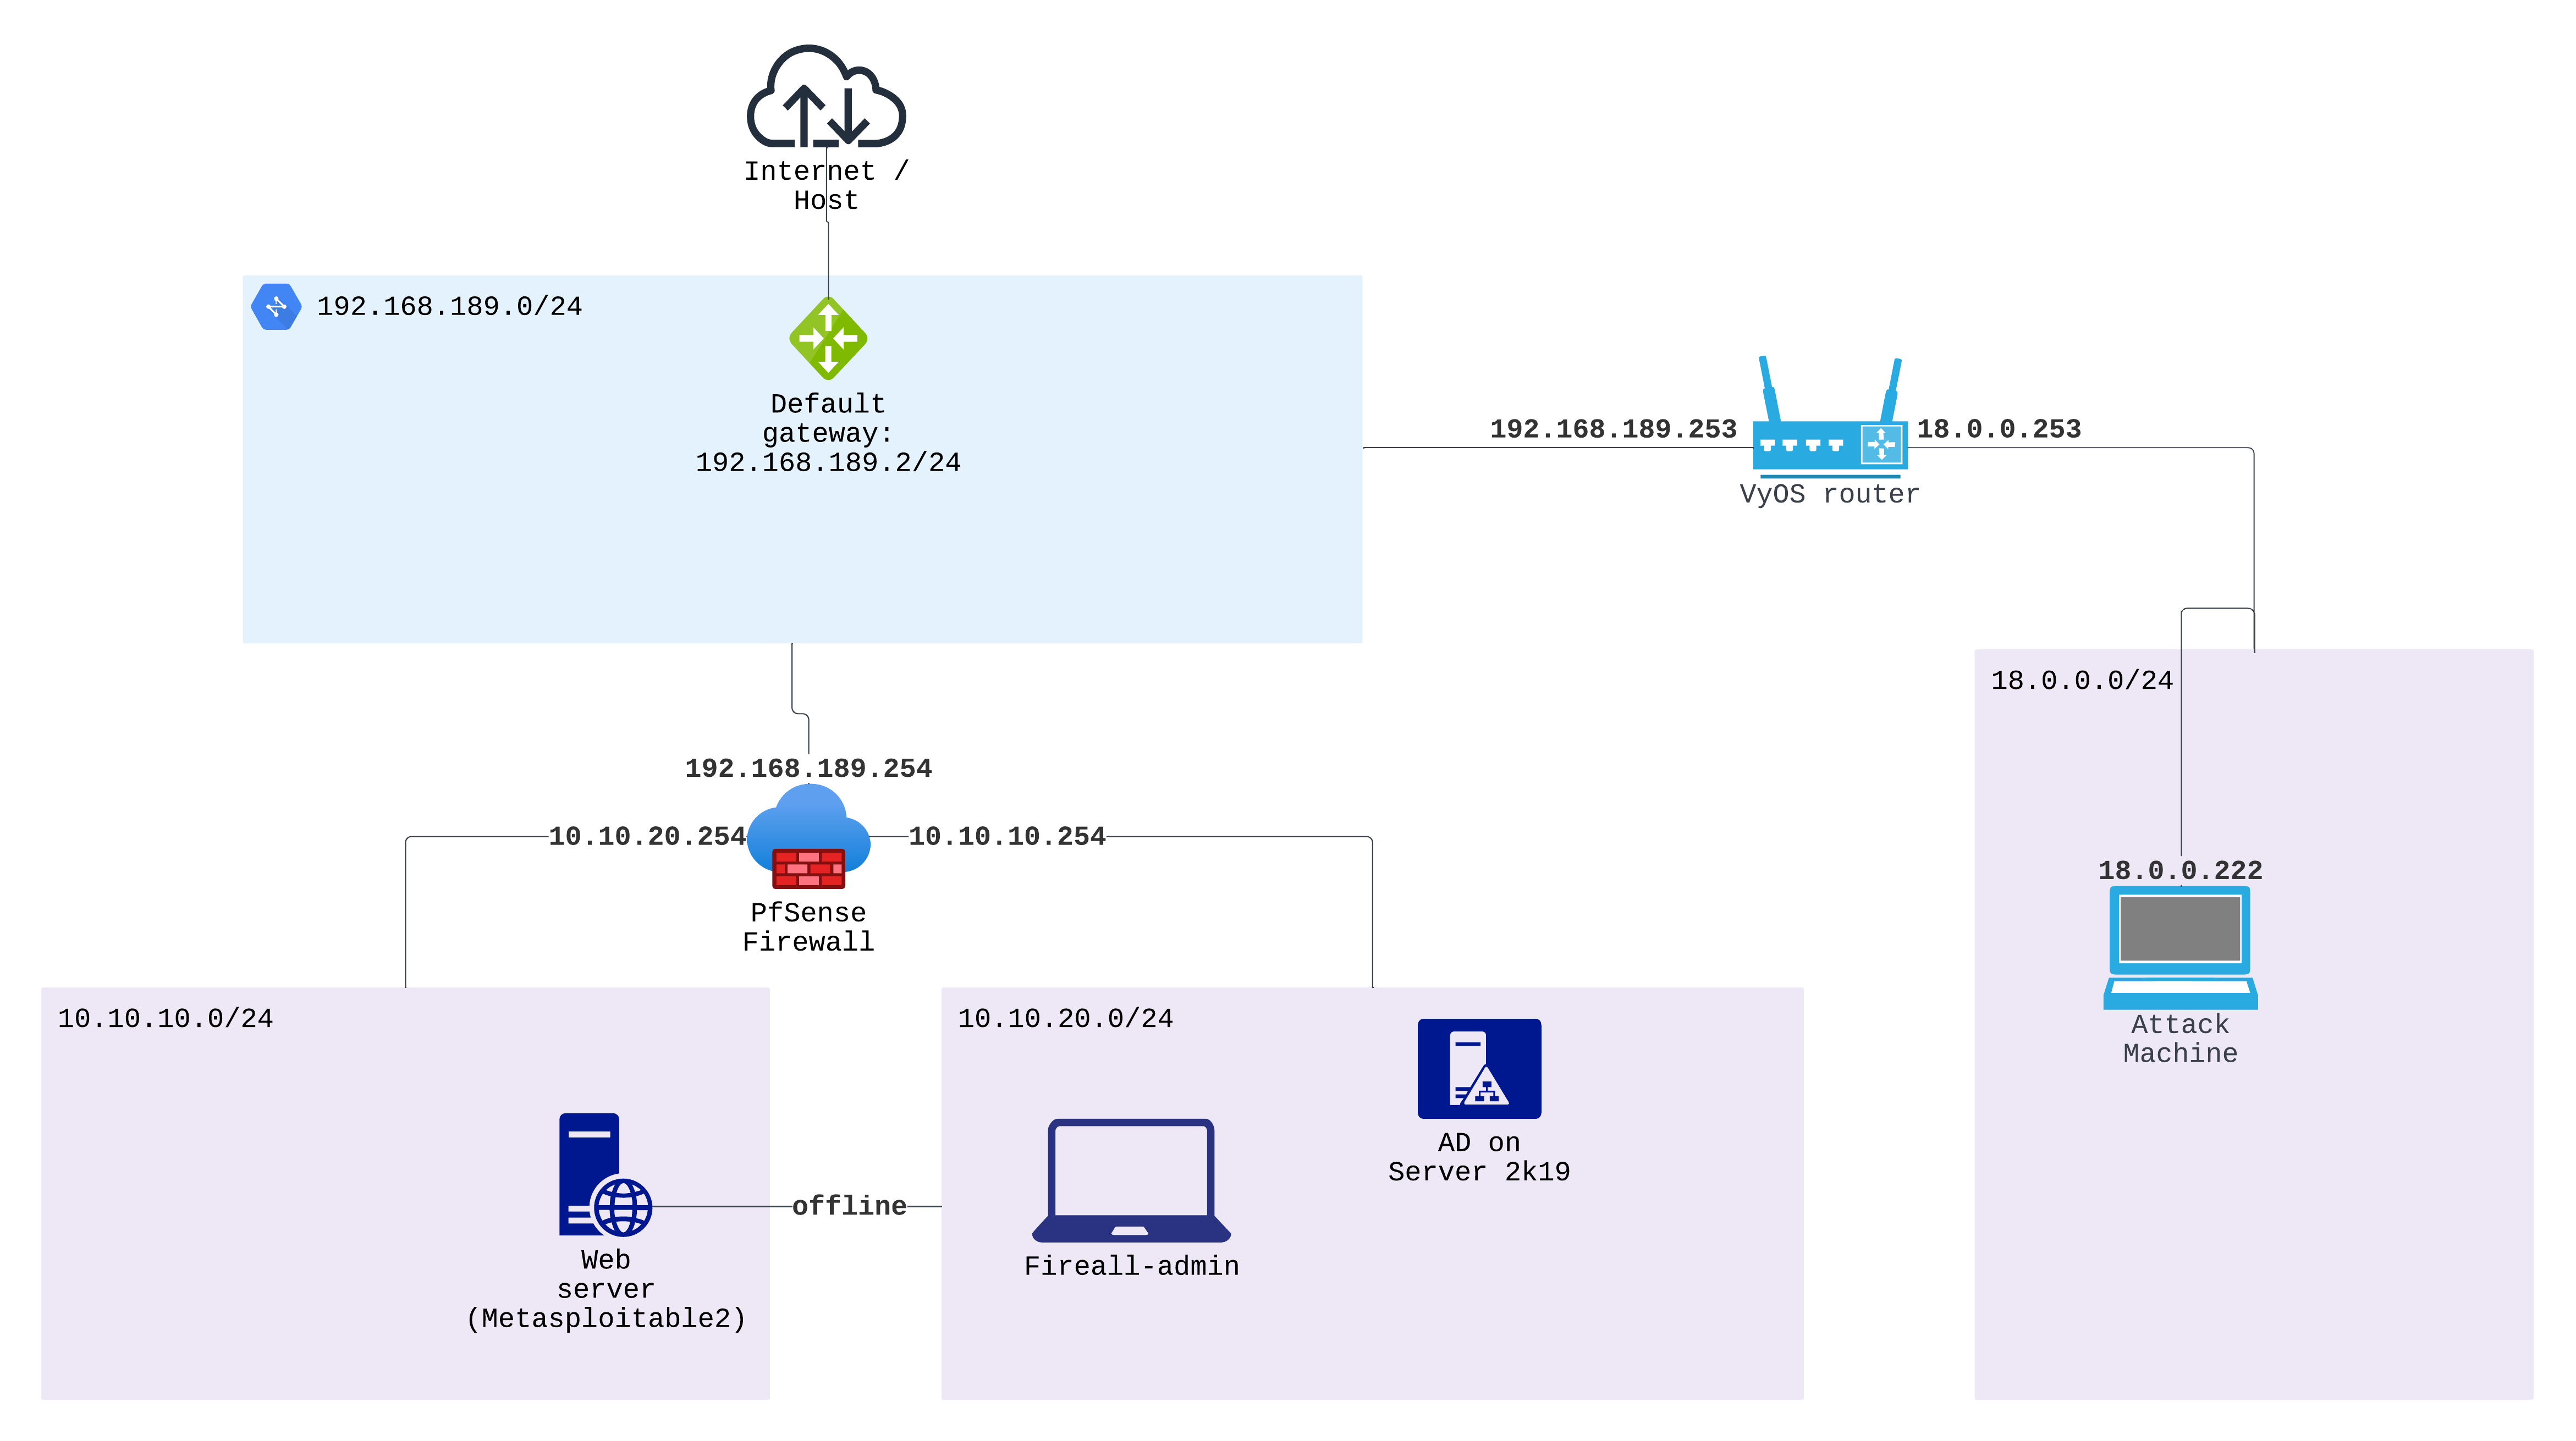 Internet /
Host
192.168.189.0/24
Default
gateway:
192.168.189.2/24
192.168.189.253
18.0.0.253
VyOS router
18.0.0.0/24
192.168.189.254
10.10.20.254
10.10.10.254
PfSense
Firewall
18.0.0.222
Attack
Machine
10.10.10.0/24
Web
server
(Metasploitable2)
offline
10.10.20.0/24
AD on
Server 2k19
Fireall-admin